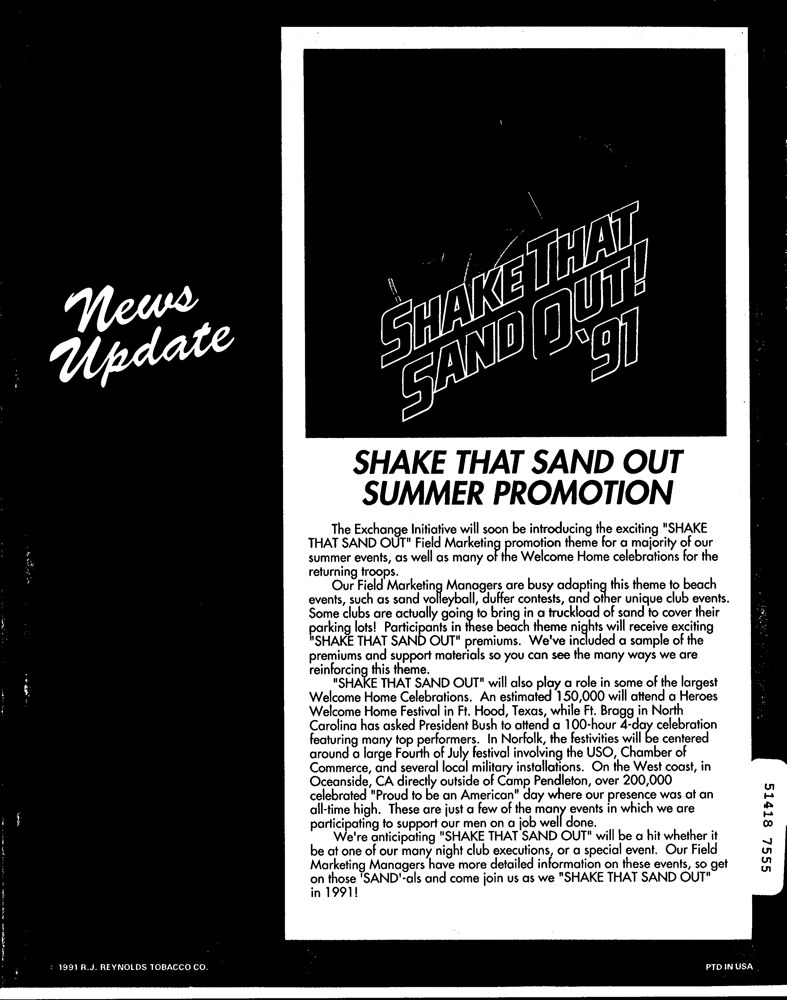 News
Update
SHAKE THAT
SAND OUT!
'91
SHAKE THAT SAND OUT
SUMMER PROMOTION
The Exchange Initiative will soon be introducing the exciting "SHAKE
THAT SAND OUT" Field Marketing promotion theme for a majority of our
summer events, as well as many of the Welcome Home celebrations for the
returning troops.
Our Field Marketing Managers are busy adapting this theme to beach
events, such as sand volleyball, duffer contests, and other unique club events.
Some clubs are actually going to bring in a truckload of sand to cover their
parking lots! Participants in these beach theme nights will receive exciting
"SHAKE THAT SAND OUT" premiums. We've included a sample of the
premiums and support materials so you can see the many ways we are
reinforcing this theme.
"SHAKE THAT SAND OUT" will also play a role in some of the largest
Welcome Home Celebrations. An estimated 150,000 will attend a Heroes
Welcome Home Festival in Ft. Hood, Texas, while Ft. Bragg in North
Carolina has asked President Bush to attend a 100-hour 4-day celebration
featuring many top performers. In Norfolk, the festivities will be centered
around a large Fourth of July festival involving the USO, Chamber of
Commerce, and several local military installations. On the West coast, in
Oceanside, CA directly outside of Camp Pendleton, over 200,000
celebrated "Proud to be an American" day where our presence was at an
all-time high. These are just a few of the many events in which we are
participating to support our men on a job well done.
We're anticipating "SHAKE THAT SAND OUT" will be a hit whether it
be at one of our many night club executions, or a special event. Our Field
Marketing Managers have more detailed information on these events, so get
on those 'SAND'-als and come join us as we "SHAKE THAT SAND OUT"
in 1991!
51418 7555
1991 R.J. REYNOLDS TOBACCO CO.
PTD IN USA